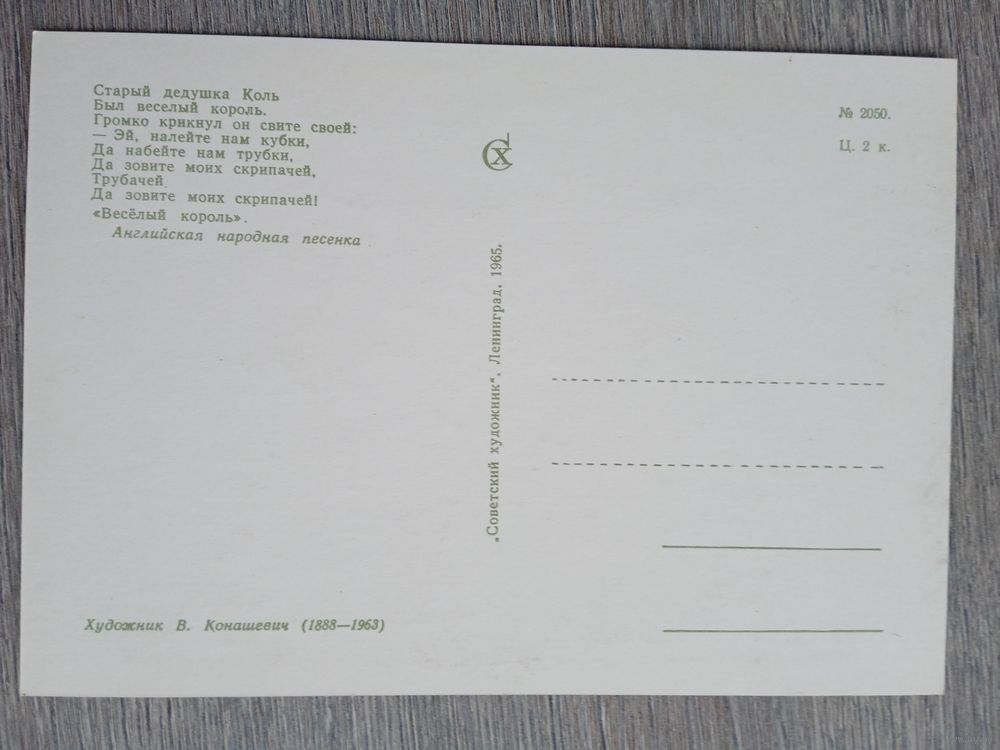 Старый дедушка Коль
Был веселый король.
Громко крикнул он свите своей:
— Эй, налейте нам кубки,
Да набейте нам трубки,
Да зовите моих скрипачей,
Трубачей
Да зовите моих скрипачей!
«Весёлый король».
Английская народная песенка
Художник В. Конашевич (1888—1963)
СХ
„Советский художник“. Ленинград. 1965.
№ 2050.
Ц. 2 к.